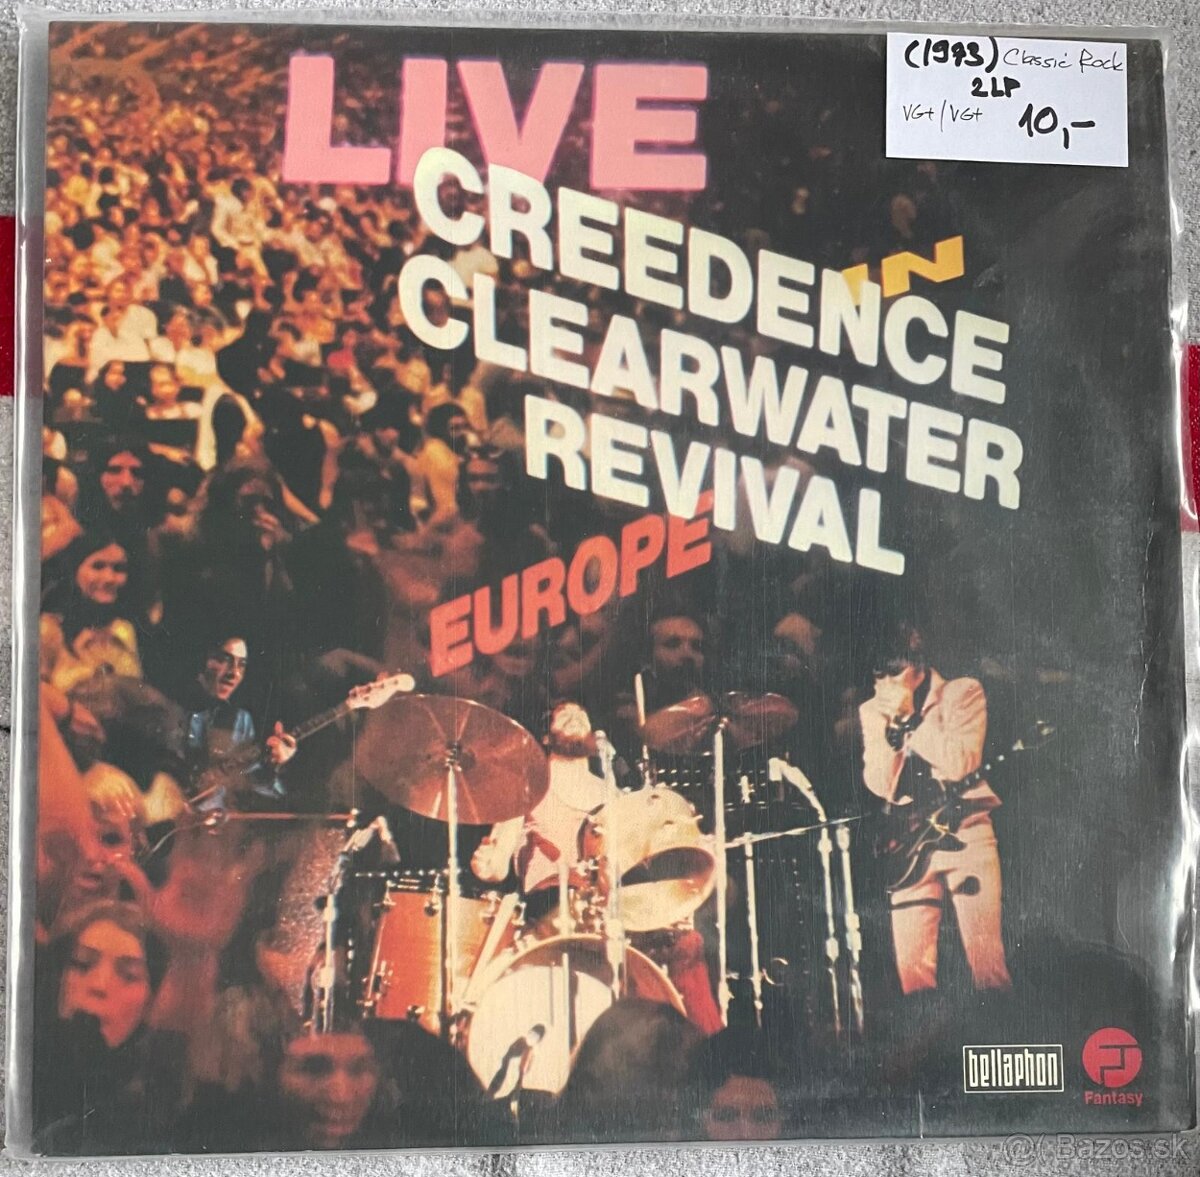 LIVE
CREEDENCE
IN
CLEARWATER
REVIVAL
EUROPE
(1973) Classic Rock
2LP
VG+/VG+ 10,-
bellaphon
Fantasy
@( Bazos.sk